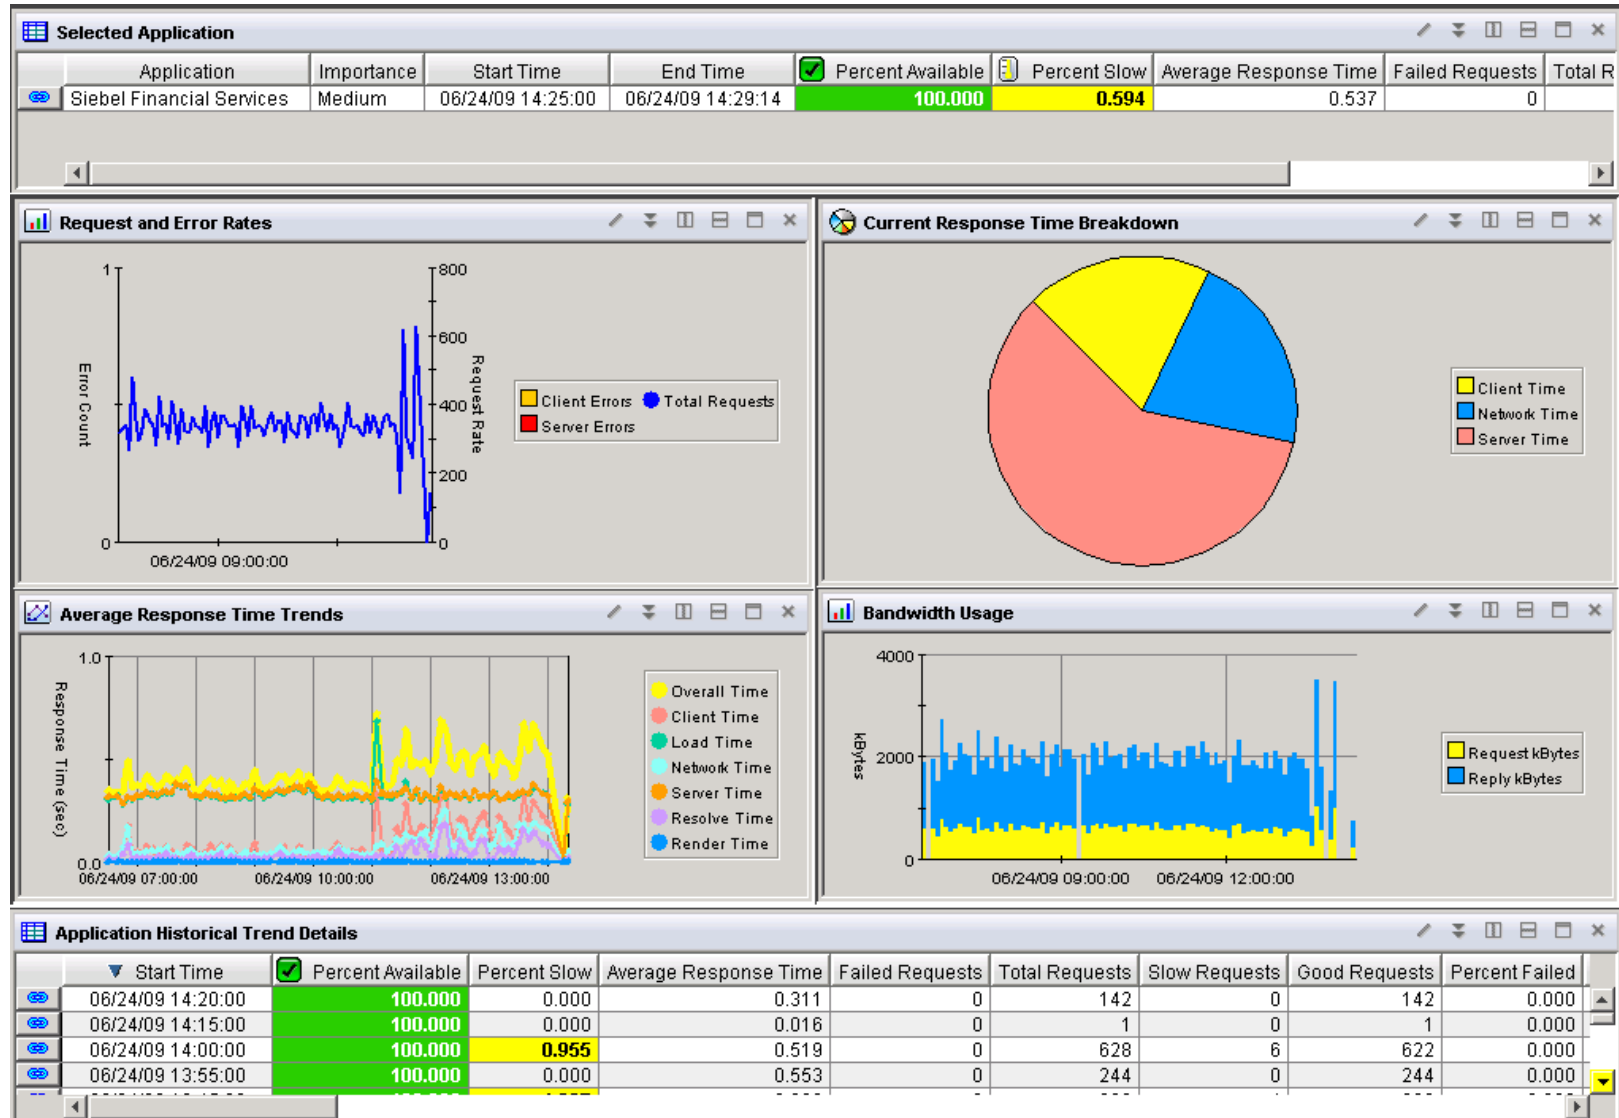 Selected Application
Application Importance Start Time End Time Percent Available Percent Slow Average Response Time Failed Requests Total R
Siebel Financial Services Medium 06/24/09 14:25:00 06/24/09 14:29:14 100.000 0.594 0.537 0
Request and Error Rates
1
0
Error Count
800
600
400
200
0
Request Rate
06/24/09 09:00:00
Client Errors Total Requests
Server Errors
Current Response Time Breakdown
Client Time
Network Time
Server Time
Average Response Time Trends
1.0
0.0
Response Time (sec)
06/24/09 07:00:00 06/24/09 10:00:00 06/24/09 13:00:00
Overall Time
Client Time
Load Time
Network Time
Server Time
Resolve Time
Render Time
Bandwidth Usage
4000
2000
0
kBytes
06/24/09 09:00:00 06/24/09 12:00:00
Request kBytes
Reply kBytes
Application Historical Trend Details
Start Time Percent Available Percent Slow Average Response Time Failed Requests Total Requests Slow Requests Good Requests Percent Failed
06/24/09 14:20:00 100.000 0.000 0.311 0 142 0 142 0.000
06/24/09 14:15:00 100.000 0.000 0.016 0 1 0 1 0.000
06/24/09 14:00:00 100.000 0.955 0.519 0 628 6 622 0.000
06/24/09 13:55:00 100.000 0.000 0.553 0 244 0 244 0.000